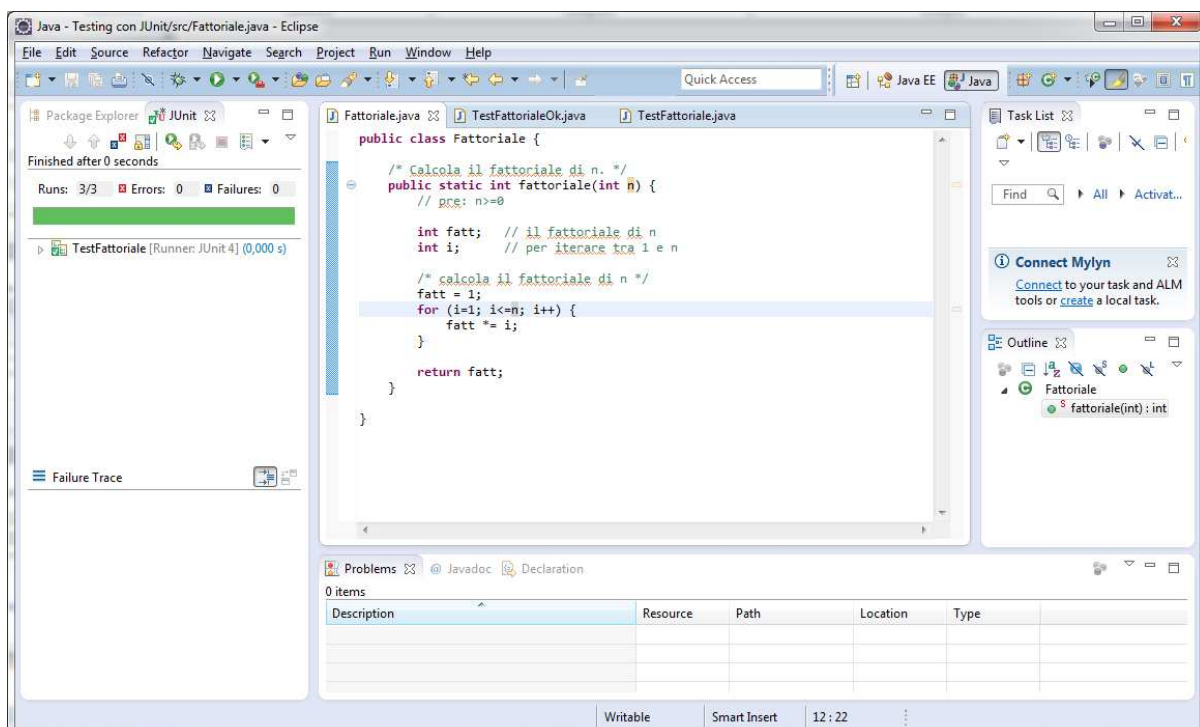 Java - Testing con JUnit/src/Fattoriale.java - Eclipse
File Edit Source Refactor Navigate Search Project Run Window Help
Quick Access
Java EE
Java
Package Explorer
JUnit
Finished after 0 seconds
Runs: 3/3 Errors: 0 Failures: 0
TestFattoriale [Runner: JUnit 4] (0,000 s)
Failure Trace
Fattoriale.java
TestFattorialeOk.java
TestFattoriale.java
public class Fattoriale {
/* Calcola il fattoriale di n. */
public static int fattoriale(int n) {
// pre: n>=0
int fatt; // il fattoriale di n
int i; // per iterare tra 1 e n
/* calcola il fattoriale di n */
fatt = 1;
for (i=1; i<=n; i++) {
fatt *= i;
}
return fatt;
}
}
Task List
Find All Activat...
Connect Mylyn
Connect to your task and ALM
tools or create a local task.
Outline
Fattoriale
fattoriale(int) : int
Problems
@ Javadoc
Declaration
0 items
Description Resource Path Location Type
Writable Smart Insert 12 : 22